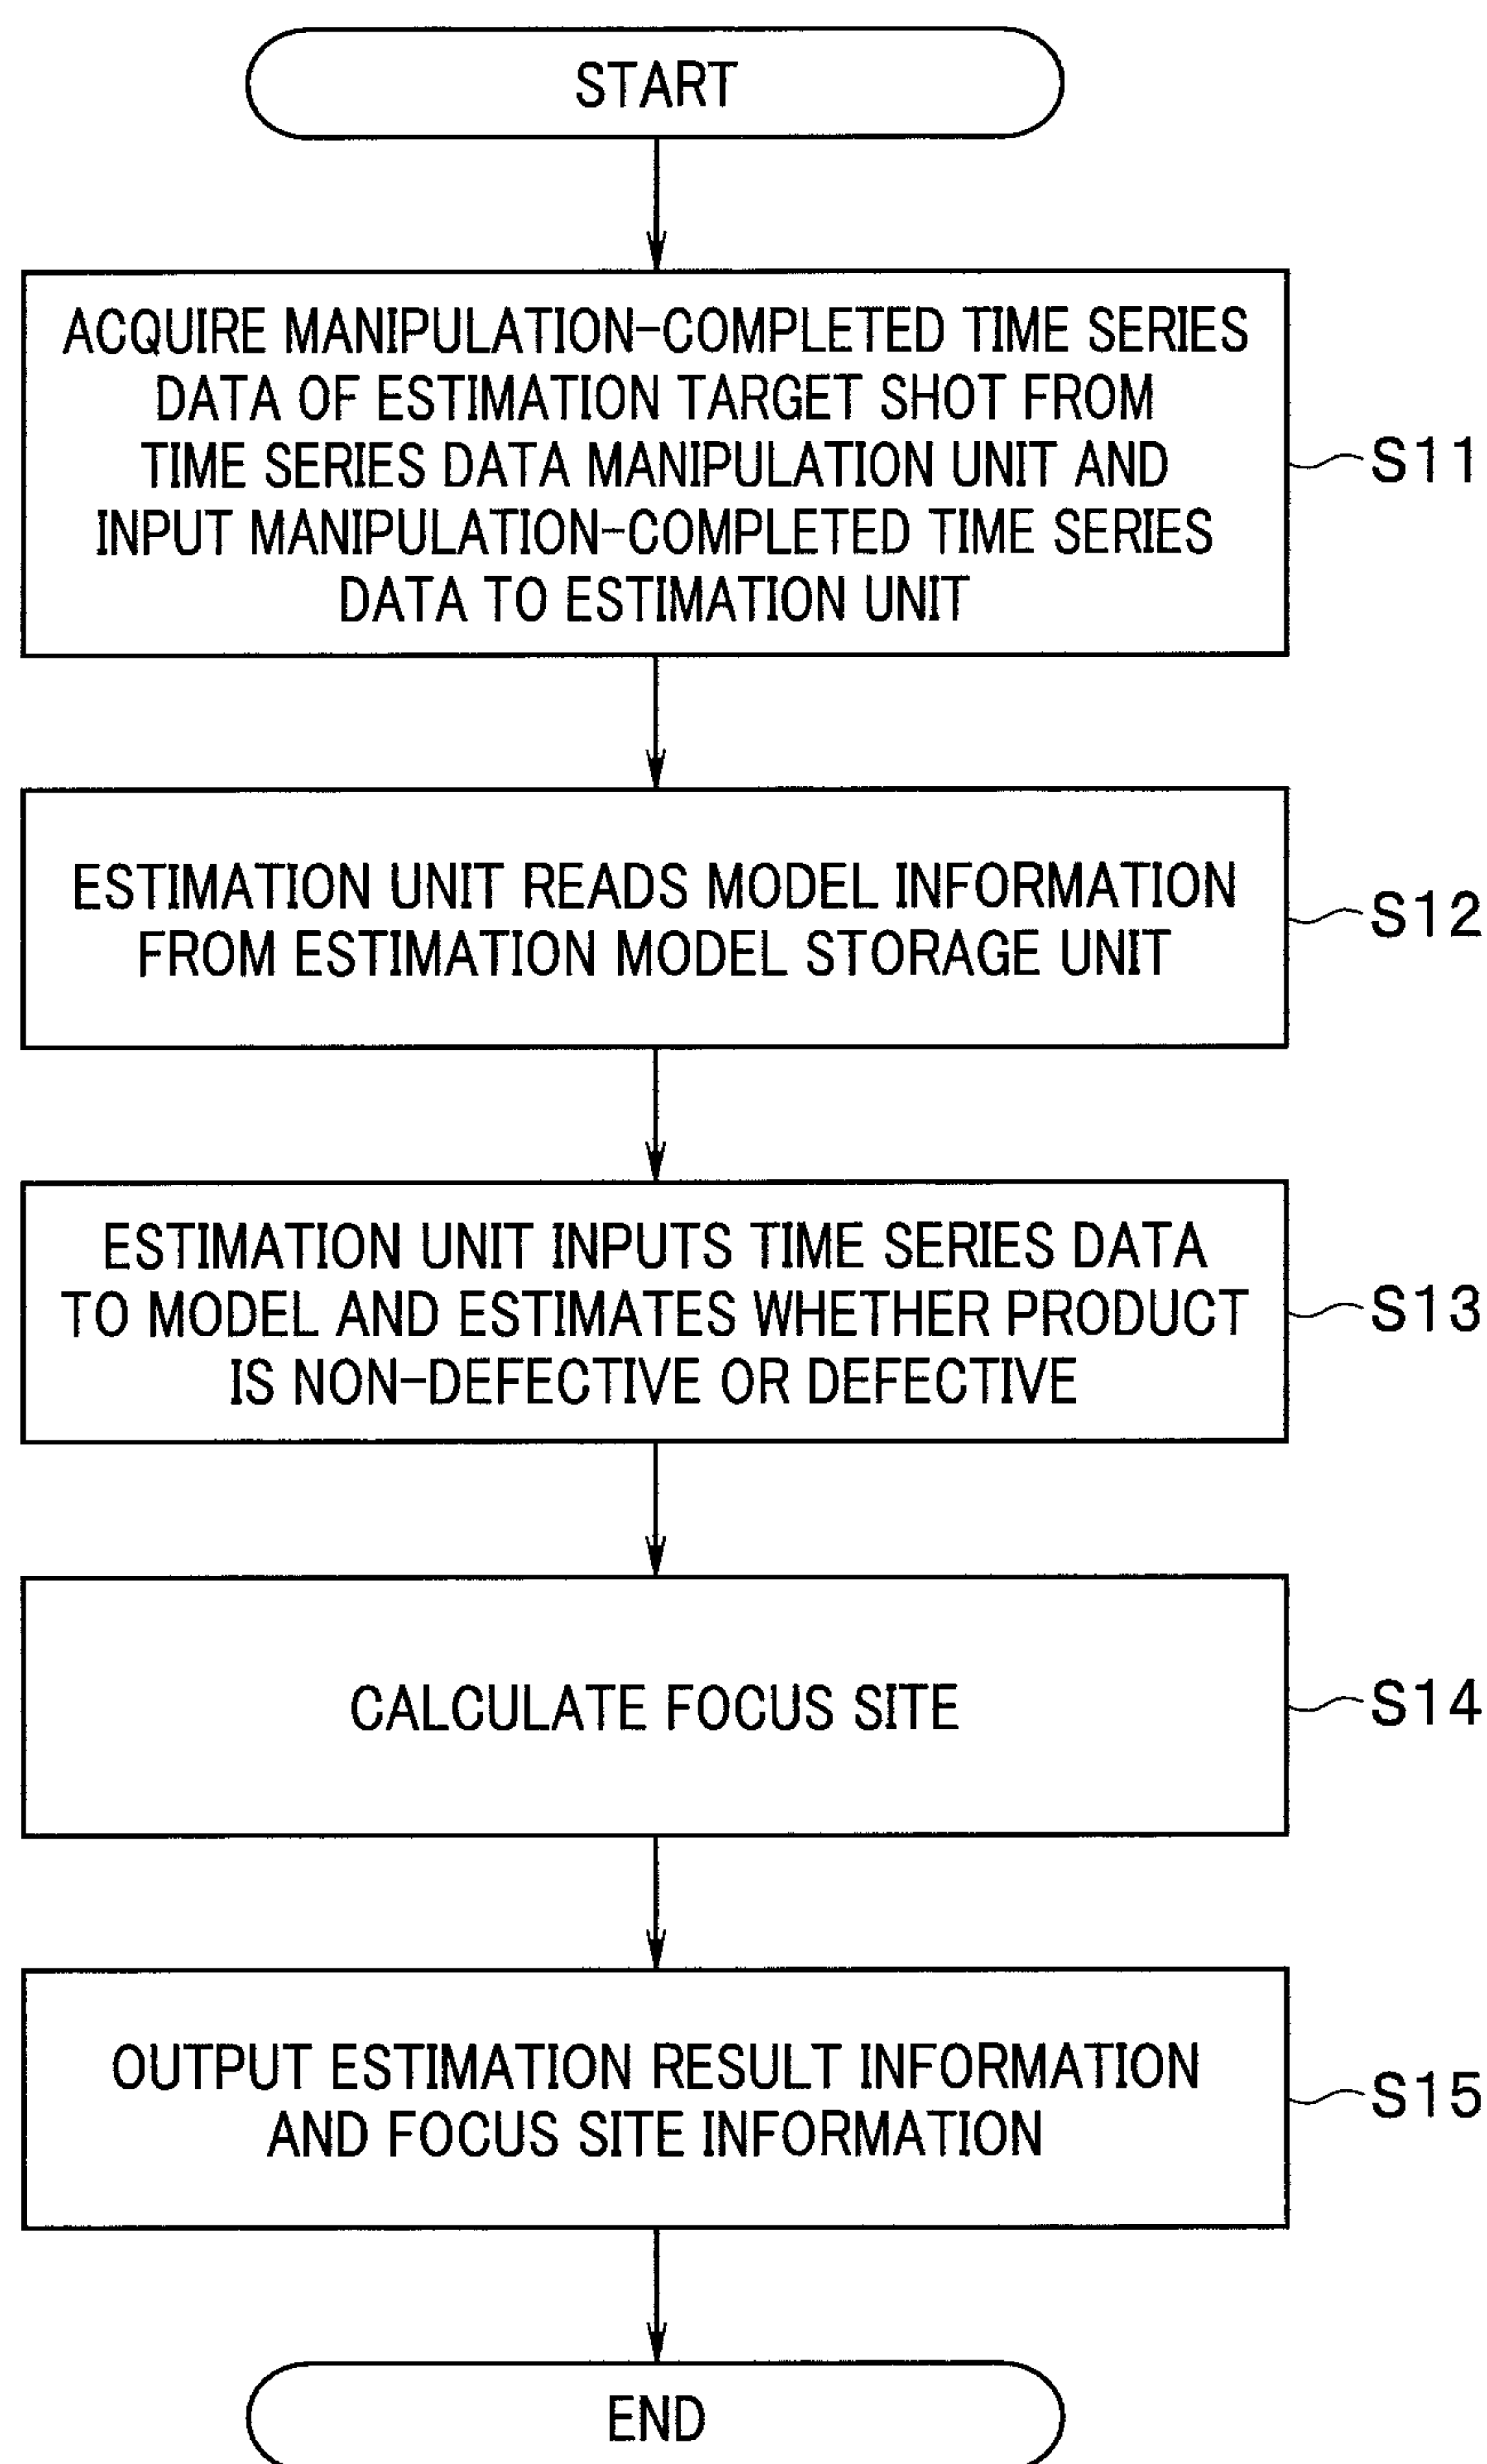 START
ACQUIRE MANIPULATION-COMPLETED TIME SERIES
DATA OF ESTIMATION TARGET SHOT FROM
TIME SERIES DATA MANIPULATION UNIT AND
INPUT MANIPULATION-COMPLETED TIME SERIES
DATA TO ESTIMATION UNIT
S11
ESTIMATION UNIT READS MODEL INFORMATION
FROM ESTIMATION MODEL STORAGE UNIT
S12
ESTIMATION UNIT INPUTS TIME SERIES DATA
TO MODEL AND ESTIMATES WHETHER PRODUCT
IS NON-DEFECTIVE OR DEFECTIVE
S13
CALCULATE FOCUS SITE
S14
OUTPUT ESTIMATION RESULT INFORMATION
AND FOCUS SITE INFORMATION
S15
END